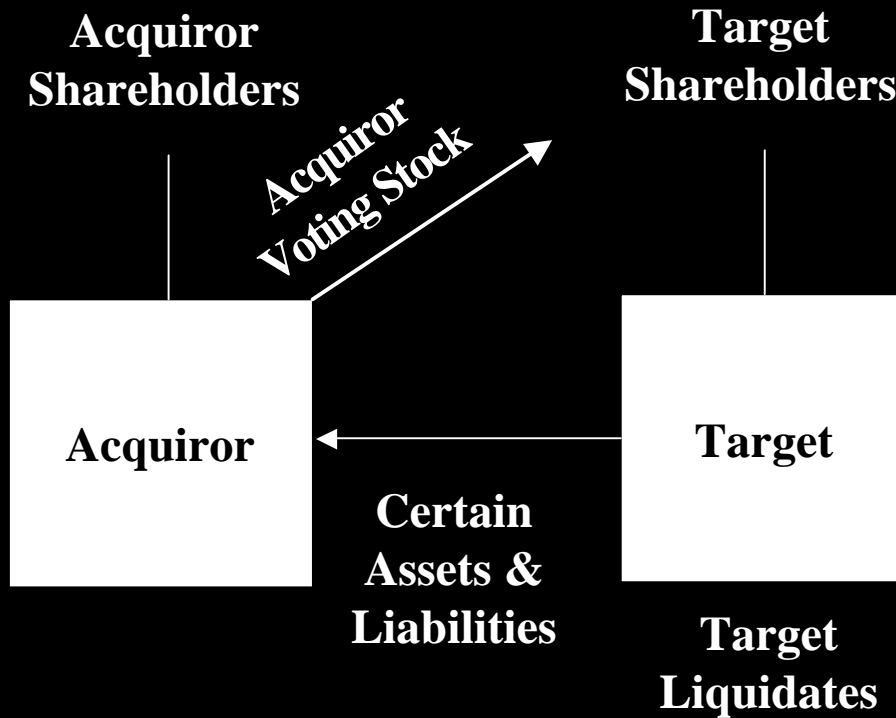 Acquiror
Shareholders
Target
Shareholders
Acquiror
Voting Stock
Acquiror
Target
Certain
Assets &
Liabilities
Target
Liquidates